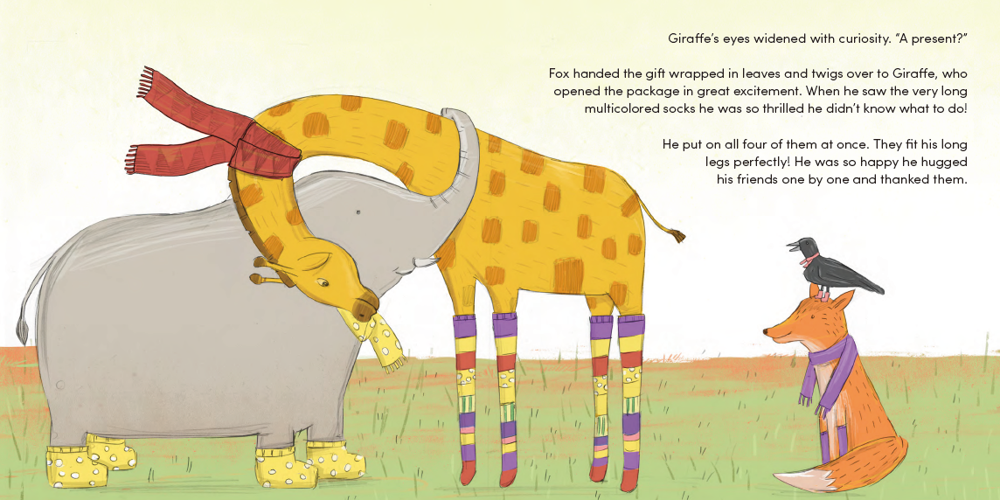 Giraffe's eyes widened with curiosity. "A present?"
Fox handed the gift wrapped in leaves and twigs over to Giraffe, who
opened the package in great excitement. When he saw the very long
multicolored socks he was so thrilled he didn't know what to do!
He put on all four of them at once. They fit his long
legs perfectly! He was so happy he hugged
his friends one by one and thanked them.